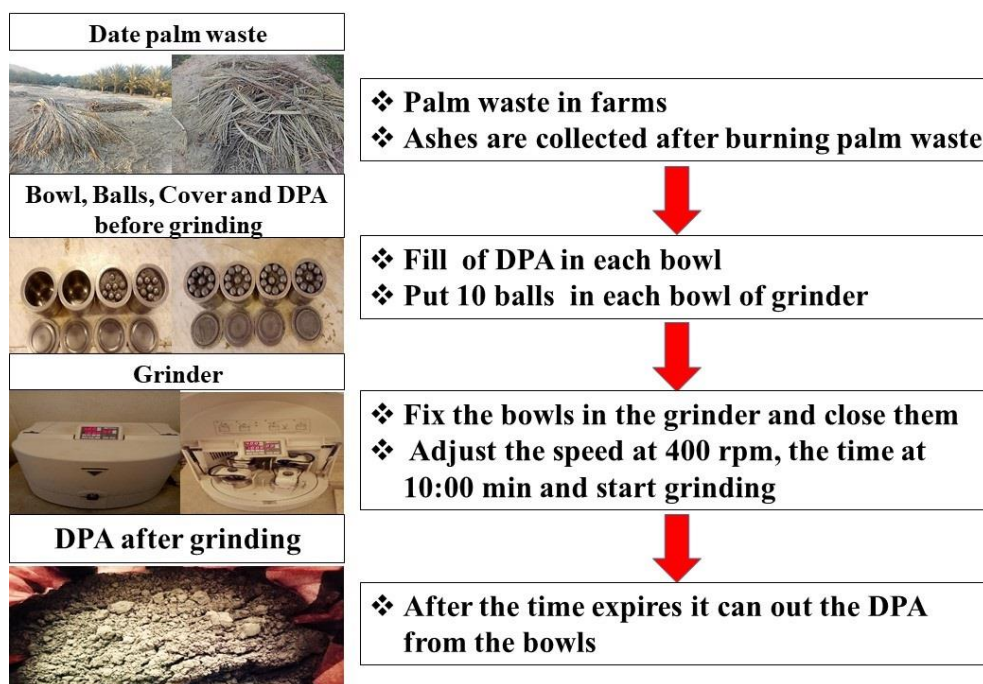 Date palm waste
❖ Palm waste in farms
❖ Ashes are collected after burning palm waste
Bowl, Balls, Cover and DPA
before grinding
❖ Fill of DPA in each bowl
❖ Put 10 balls in each bowl of grinder
Grinder
❖ Fix the bowls in the grinder and close them
❖ Adjust the speed at 400 rpm, the time at
10:00 min and start grinding
DPA after grinding
❖ After the time expires it can out the DPA
from the bowls